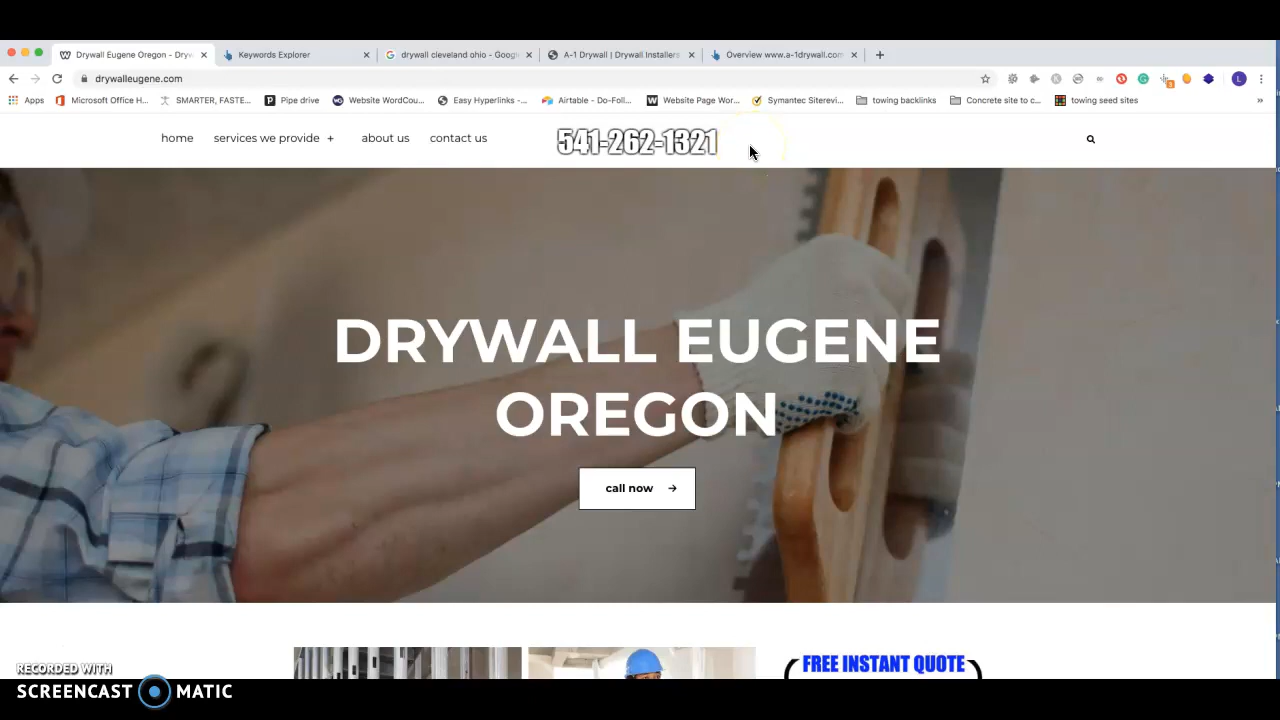 Drywall Eugene Oregon - Dryw
Keywords Explorer
drywall cleveland ohio - Googl
A-1 Drywall | Drywall Installers
Overview www.a-1drywall.com
drywalleugene.com
L
Apps
Microsoft Office H...
SMARTER, FASTE...
Pipe drive
Website WordCou...
Easy Hyperlinks -...
Airtable - Do-Foll...
Website Page Wor...
Symantec Siterevi...
towing backlinks
Concrete site to c...
towing seed sites
»
home
services we provide +
about us
contact us
541-262-1321
DRYWALL EUGENE
OREGON
call now →
FREE INSTANT QUOTE
RECORDED WITH
SCREENCAST MATIC